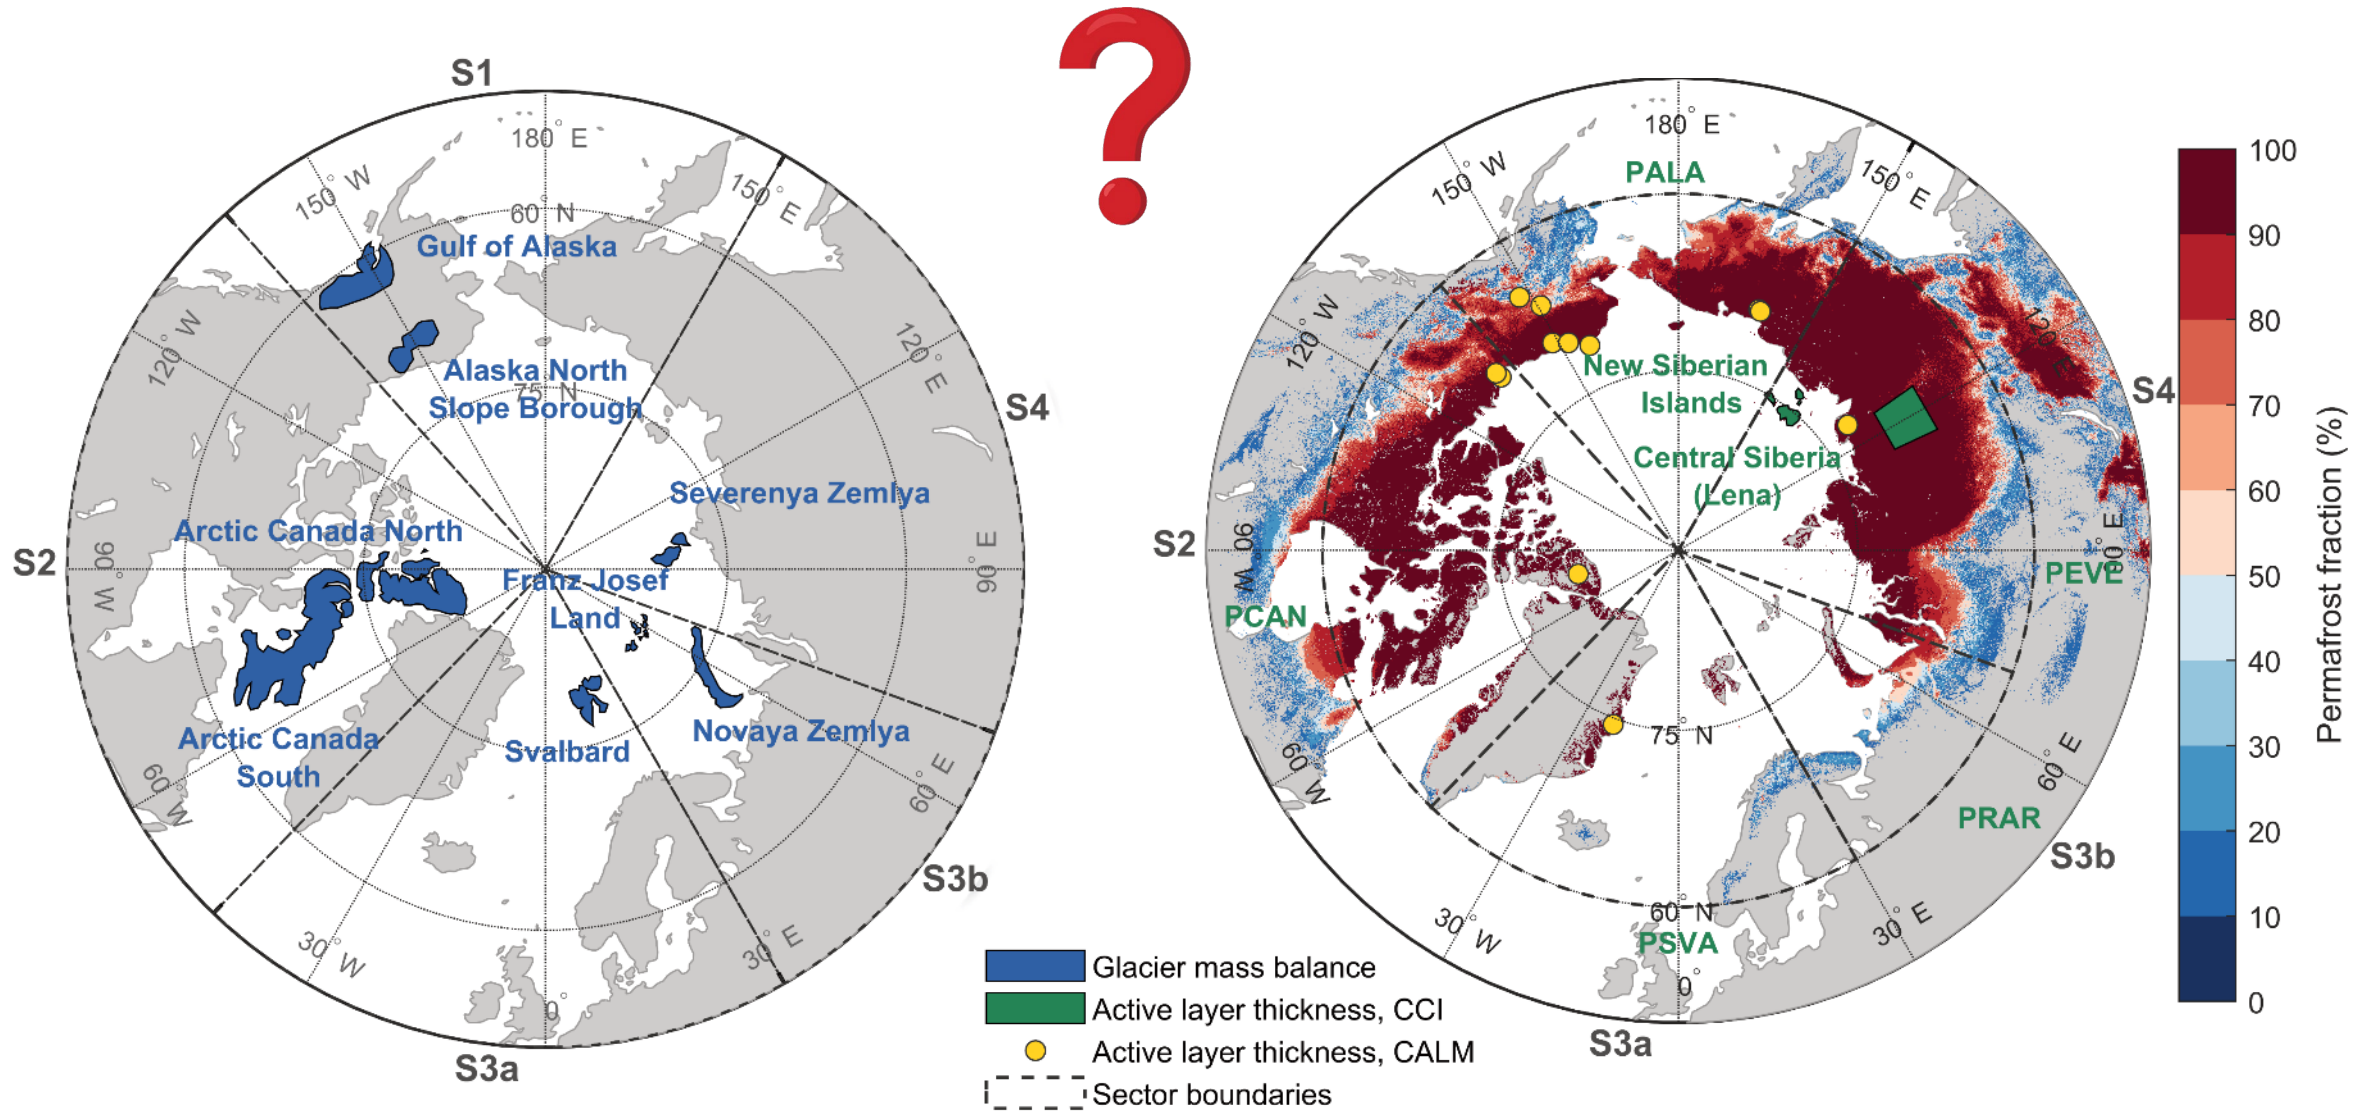 S1
180° E
150° W
150° E
60° N
Gulf of Alaska
120° W
120° E
Alaska North
75° N
Slope Borough
S4
Severenya Zemlya
Arctic Canada North
S2
90° W
90° E
Franz-Josef
Land
Novaya Zemlya
Arctic Canada
South
Svalbard
60° W
60° E
S3b
30° W
30° E
0°
S3a
?
180° E
PALA
150° W
150° E
120° W
120° E
New Siberian
Islands
S4
Central Siberia
(Lena)
S2
90° W
90° E
PEVE
PCAN
75° N
60° W
60° E
PRAR
S3b
60° N
30° W
30° E
PSVA
0°
S3a
100
90
80
70
60
50
40
30
20
10
0
Permafrost fraction (%)
Glacier mass balance
Active layer thickness, CCI
Active layer thickness, CALM
Sector boundaries